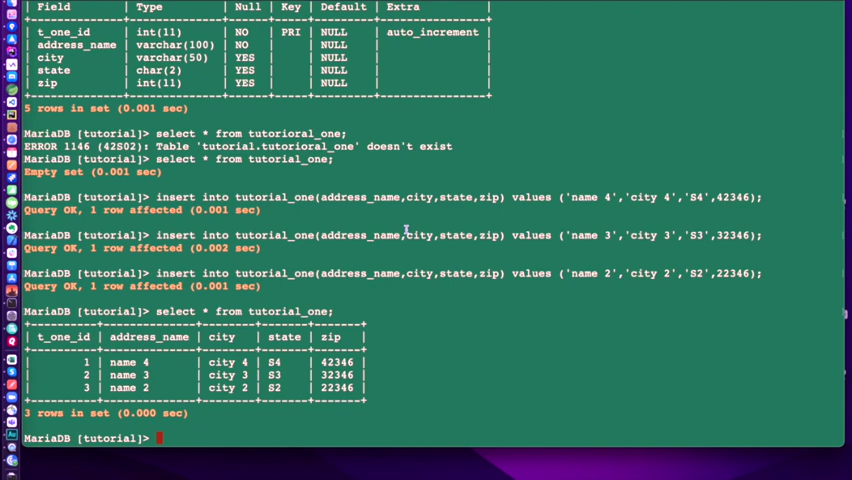 | Field | Type | Null | Key | Default | Extra |
+--------------+--------------+------+-----+---------+----------------+
| t_one_id | int(11) | NO | PRI | NULL | auto_increment |
| address_name | varchar(100) | NO | | NULL | |
| city | varchar(50) | YES | | NULL | |
| state | char(2) | YES | | NULL | |
| zip | int(11) | YES | | NULL | |
+--------------+--------------+------+-----+---------+----------------+
5 rows in set (0.001 sec)
MariaDB [tutorial]> select * from tutorioral_one;
ERROR 1146 (42S02): Table 'tutorial.tutorioral_one' doesn't exist
MariaDB [tutorial]> select * from tutorial_one;
Empty set (0.001 sec)
MariaDB [tutorial]> insert into tutorial_one(address_name,city,state,zip) values ('name 4','city 4','S4',42346);
Query OK, 1 row affected (0.001 sec)
MariaDB [tutorial]> insert into tutorial_one(address_name,city,state,zip) values ('name 3','city 3','S3',32346);
Query OK, 1 row affected (0.002 sec)
MariaDB [tutorial]> insert into tutorial_one(address_name,city,state,zip) values ('name 2','city 2','S2',22346);
Query OK, 1 row affected (0.001 sec)
MariaDB [tutorial]> select * from tutorial_one;
+----------+--------------+--------+-------+-------+
| t_one_id | address_name | city | state | zip |
+----------+--------------+--------+-------+-------+
| 1 | name 4 | city 4 | S4 | 42346 |
| 2 | name 3 | city 3 | S3 | 32346 |
| 3 | name 2 | city 2 | S2 | 22346 |
+----------+--------------+--------+-------+-------+
3 rows in set (0.000 sec)
MariaDB [tutorial]>